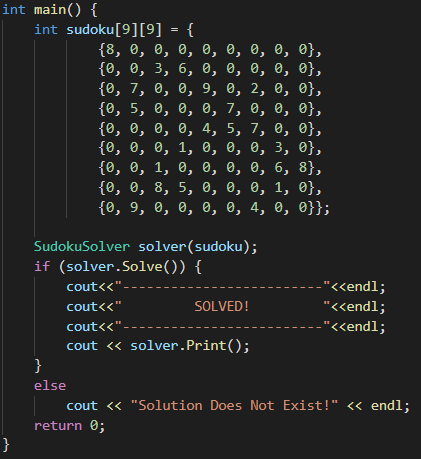 int main() {
    int sudoku[9][9] = {
            {8, 0, 0, 0, 0, 0, 0, 0, 0},
            {0, 0, 3, 6, 0, 0, 0, 0, 0},
            {0, 7, 0, 0, 9, 0, 2, 0, 0},
            {0, 5, 0, 0, 0, 7, 0, 0, 0},
            {0, 0, 0, 0, 4, 5, 7, 0, 0},
            {0, 0, 0, 1, 0, 0, 0, 3, 0},
            {0, 0, 1, 0, 0, 0, 0, 6, 8},
            {0, 0, 8, 5, 0, 0, 0, 1, 0},
            {0, 9, 0, 0, 0, 0, 4, 0, 0}};
    SudokuSolver solver(sudoku);
    if (solver.Solve()) {
        cout<<"-------------------------"<<endl;
        cout<<"         SOLVED!         "<<endl;
        cout<<"-------------------------"<<endl;
        cout << solver.Print();
    }
    else
        cout << "Solution Does Not Exist!" << endl;
    return 0;
}